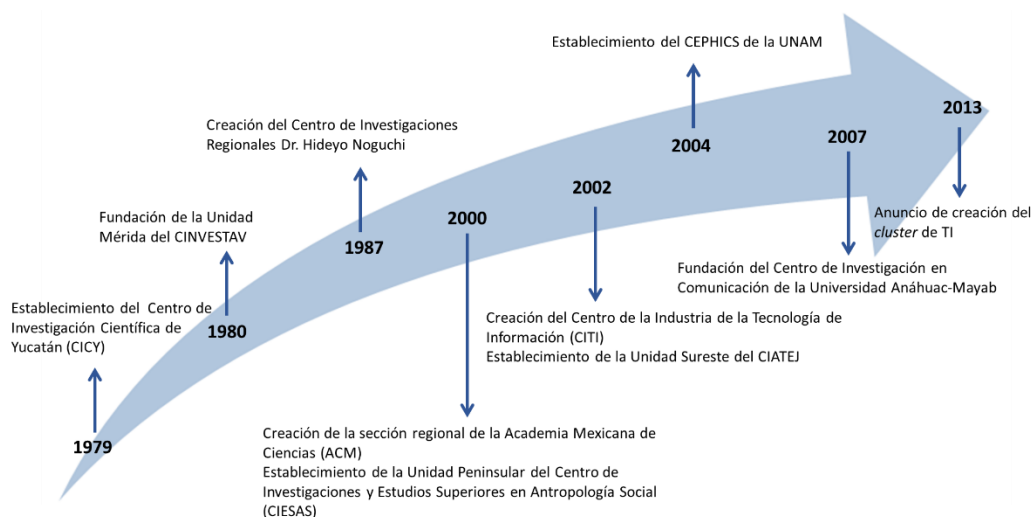 Establecimiento del CEPHICS de la UNAM
2013
Creación del Centro de Investigaciones
Regionales Dr. Hideyo Noguchi
2004
2007
2002
Fundación de la Unidad
Mérida del CINVESTAV
2000
Anuncio de creación del
cluster de TI
1987
Fundación del Centro de Investigación en
Comunicación de la Universidad Anáhuac-Mayab
Establecimiento del Centro de
Investigación Científica de
Yucatán (CICY)
1980
Creación del Centro de la Industria de la Tecnología de
Información (CITI)
Establecimiento de la Unidad Sureste del CIATEJ
1979
Creación de la sección regional de la Academia Mexicana de
Ciencias (ACM)
Establecimiento de la Unidad Peninsular del Centro de
Investigaciones y Estudios Superiores en Antropología Social
(CIESAS)